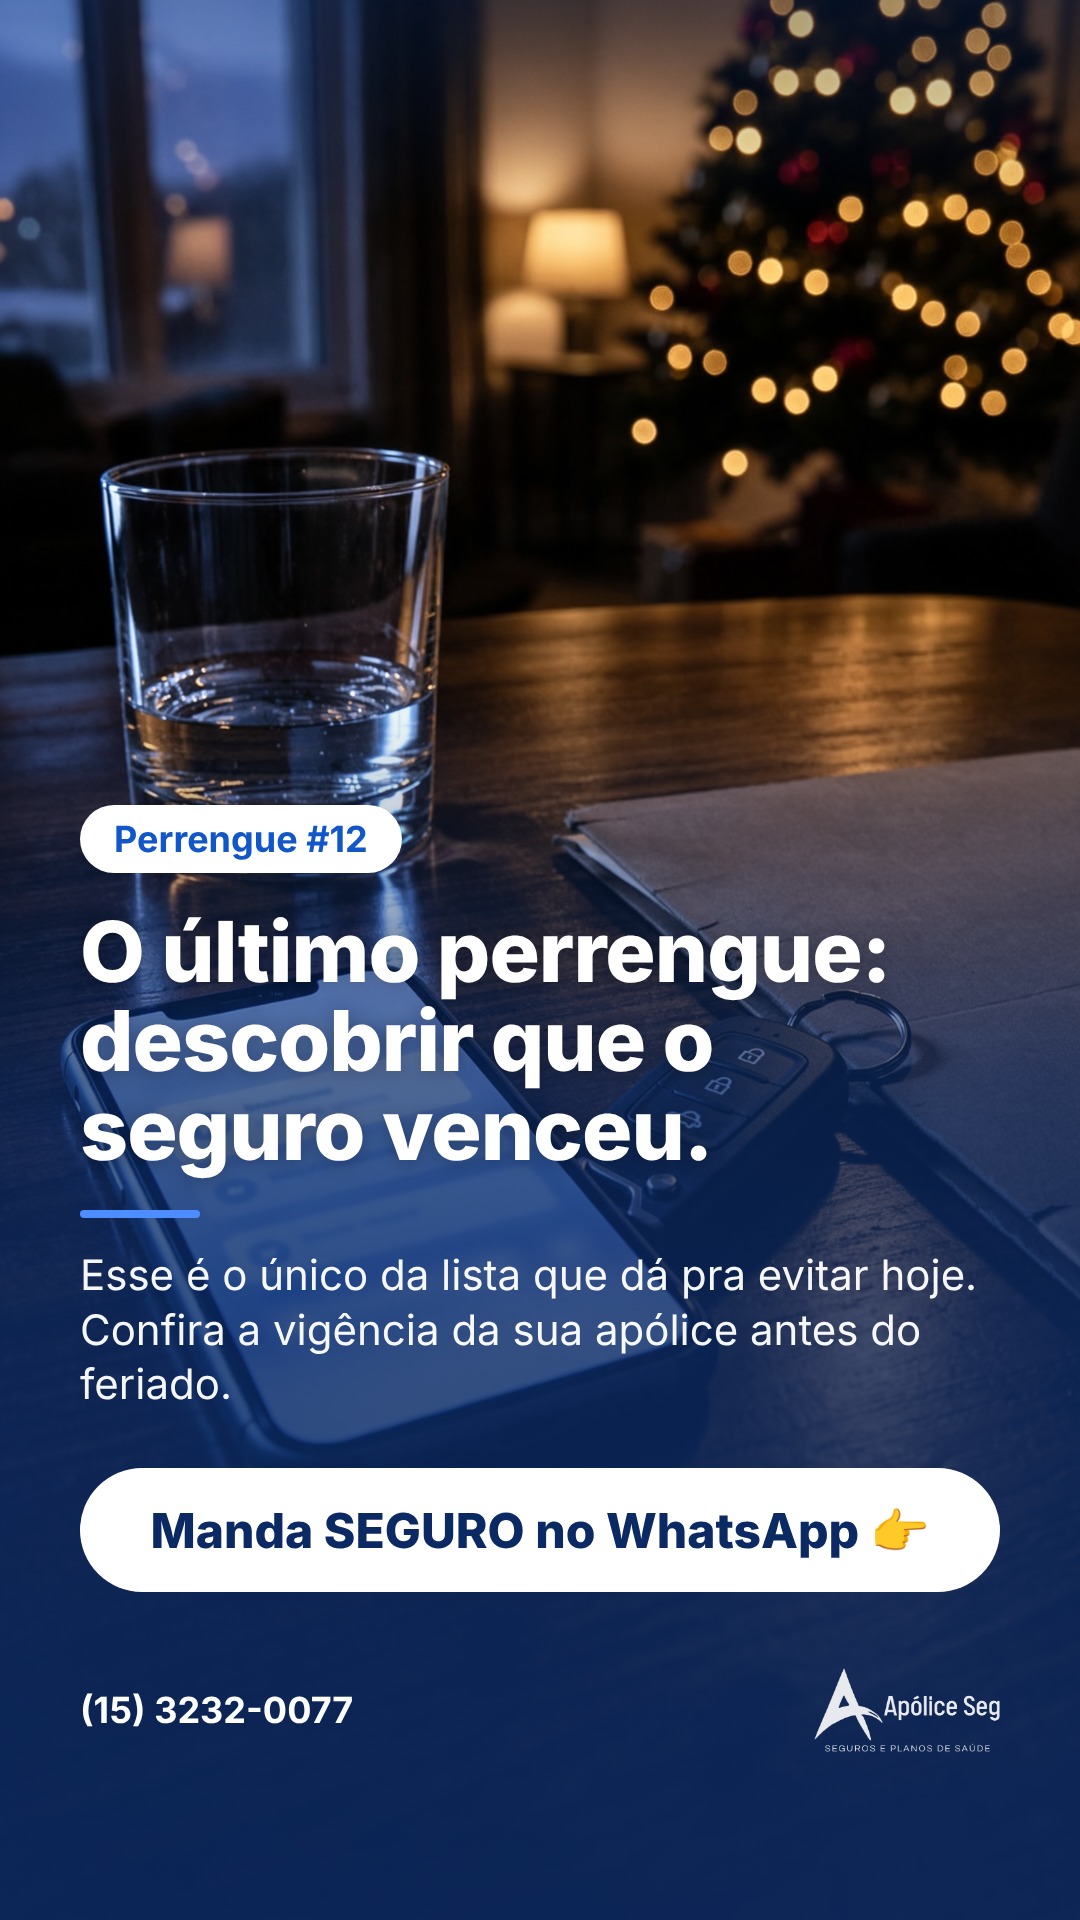 Perrengue #12
O último perrengue:
descobrir que o
seguro venceu.
Esse é o único da lista que dá pra evitar hoje.
Confira a vigência da sua apólice antes do
feriado.
Manda SEGURO no WhatsApp 👉
(15) 3232-0077
Apólice Seg
SEGUROS E PLANOS DE SAÚDE